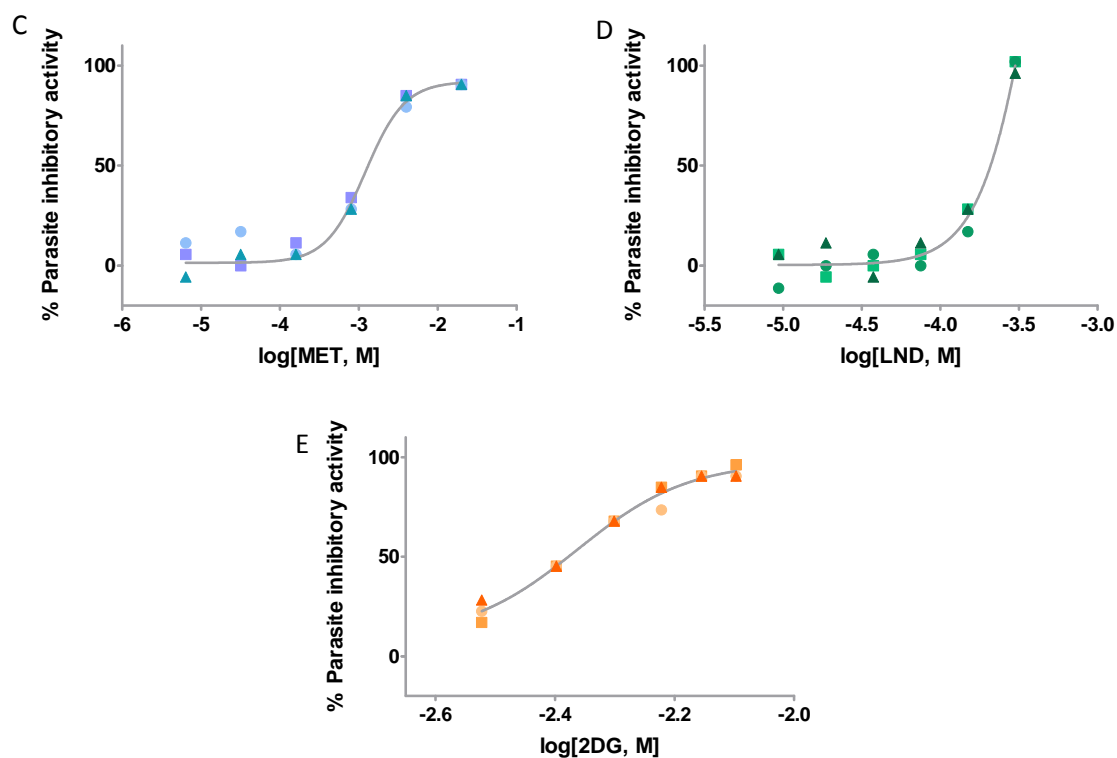 C
% Parasite inhibitory activity
100
50
0
-6 -5 -4 -3 -2 -1
log[MET, M]
D
% Parasite inhibitory activity
100
50
0
-5.5 -5.0 -4.5 -4.0 -3.5 -3.0
log[LND, M]
E
% Parasite inhibitory activity
100
50
0
-2.6 -2.4 -2.2 -2.0
log[2DG, M]